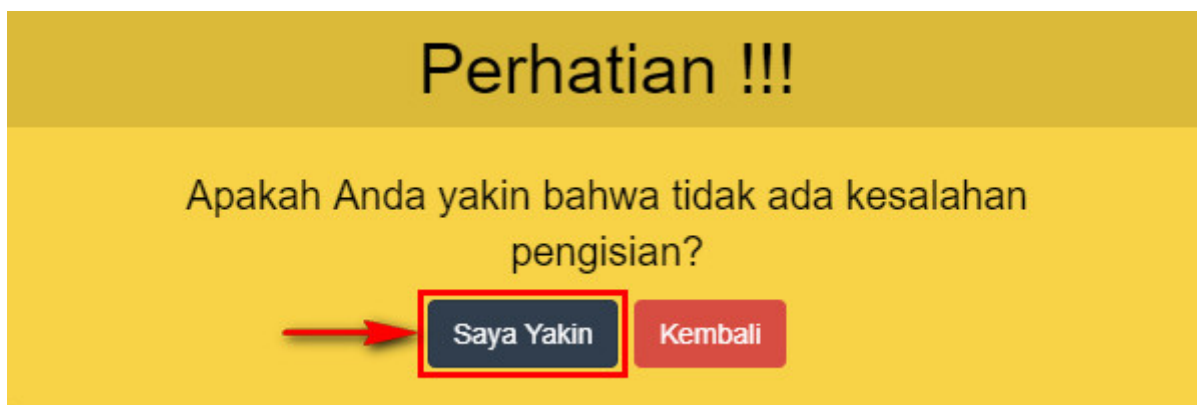 Perhatian !!!
Apakah Anda yakin bahwa tidak ada kesalahan
pengisian?
Saya Yakin
Kembali